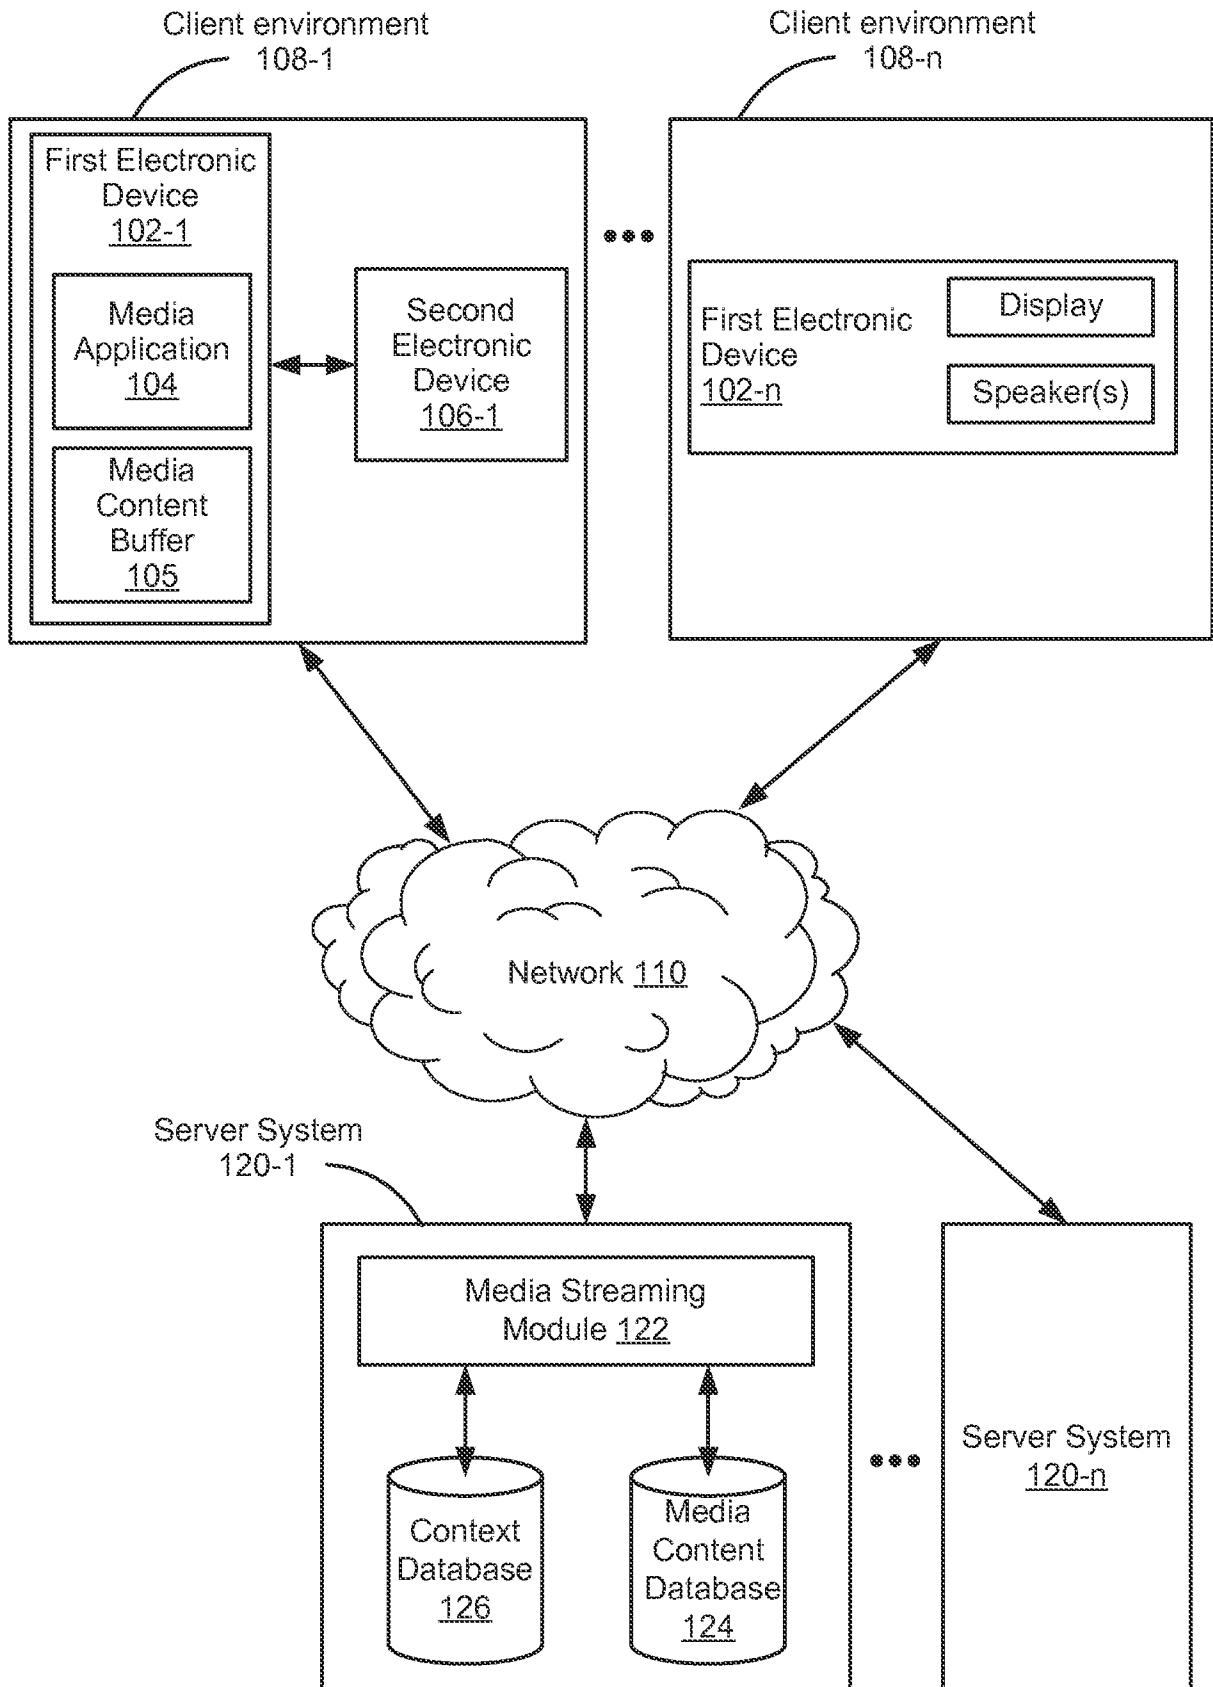 Client environment
108-1
Client environment
108-n
First Electronic
Device
102-1
Media
Application
104
Media
Content
Buffer
105
Second
Electronic
Device
106-1
First Electronic
Device
102-n
Display
Speaker(s)
Network 110
Server System
120-1
Media Streaming
Module 122
Context
Database
126
Media
Content
Database
124
Server System
120-n